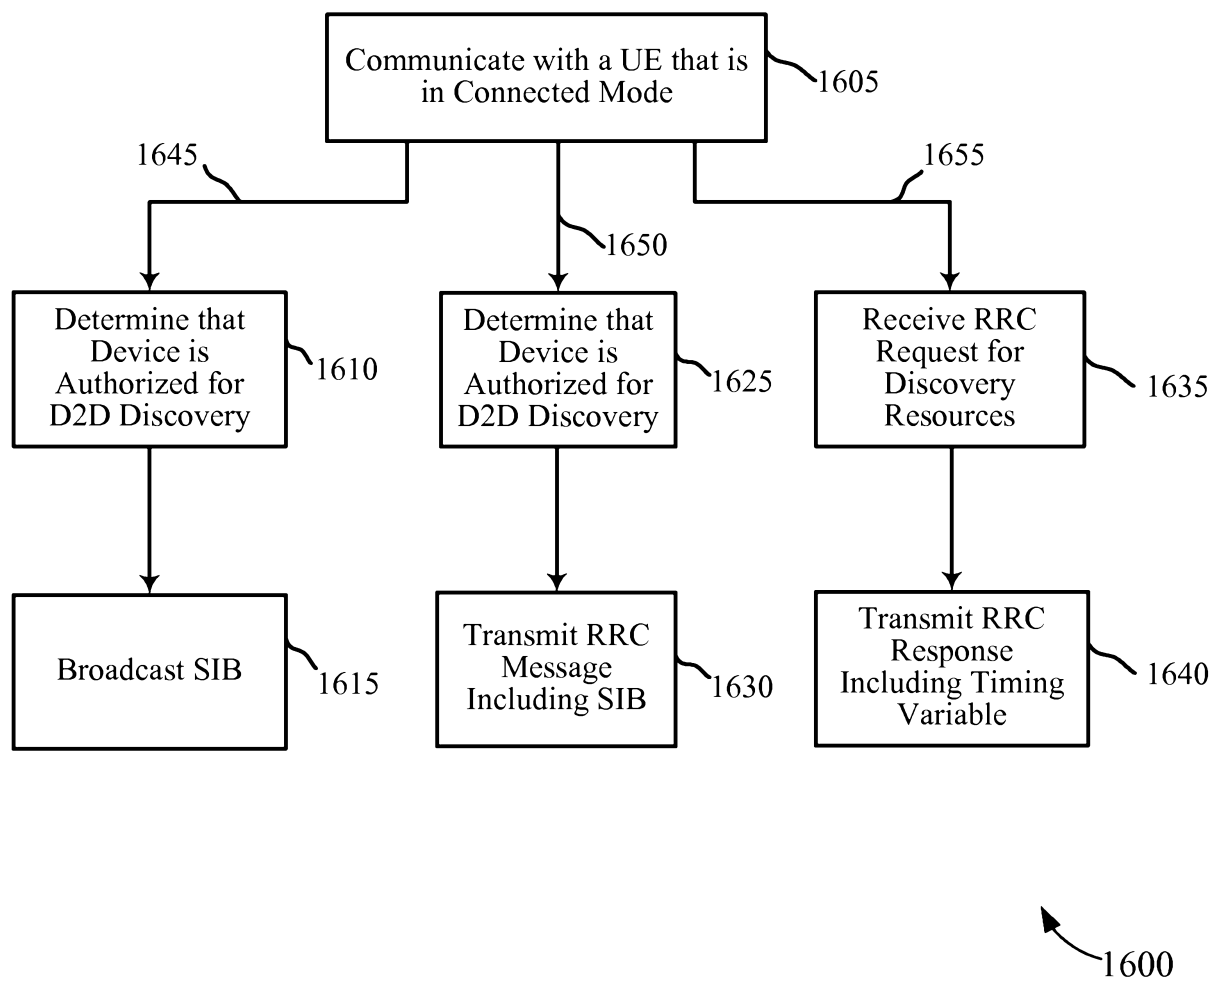 Communicate with a UE that is
in Connected Mode
1605
1645
1650
1655
Determine that
Device is
Authorized for
D2D Discovery
1610
Determine that
Device is
Authorized for
D2D Discovery
1625
Receive RRC
Request for
Discovery
Resources
1635
Broadcast SIB
1615
Transmit RRC
Message
Including SIB
1630
Transmit RRC
Response
Including Timing
Variable
1640
1600